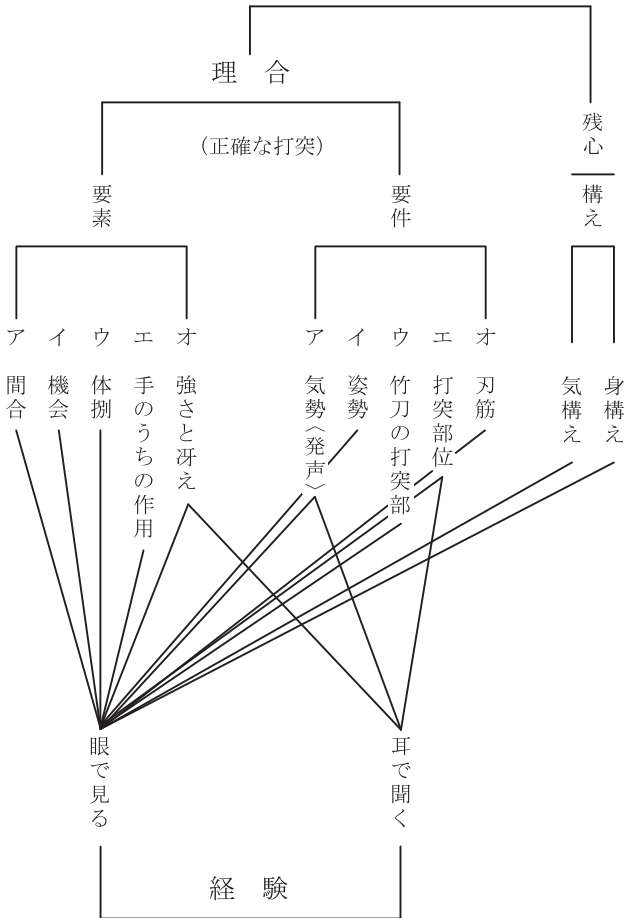 理合
(正確な打突)
残心
構え
要素
要件
ア 間合
イ 機会
ウ 体捌
エ 手のうちの作用
オ 強さと冴え
ア 気勢〈発声〉
イ 姿勢
ウ 竹刀の打突部
エ 打突部位
オ 刃筋
気構え
身構え
眼で見る
耳で聞く
経験